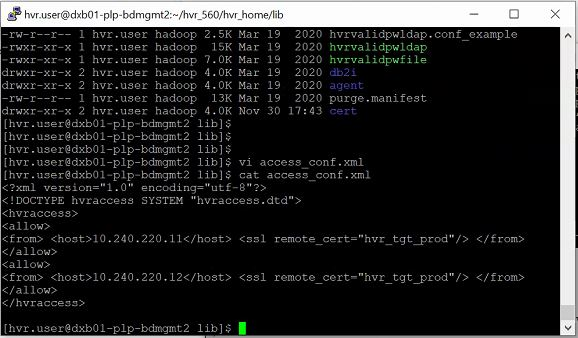 hvr.user@dxb01-plp-bdmgmt2:~/hvr_560/hvr_home/lib
-rw-r--r-- 1 hvr.user hadoop 2.5K Mar 19  2020 hvrvalidpwldap.conf_example
-rwxr-xr-x 1 hvr.user hadoop  15K Mar 19  2020 hvrvalidpwldap
-rwxr-xr-x 1 hvr.user hadoop 7.0K Mar 19  2020 hvrvalidpwfile
drwxr-xr-x 2 hvr.user hadoop 4.0K Mar 19  2020 db2i
drwxr-xr-x 2 hvr.user hadoop 4.0K Mar 19  2020 agent
-rw-r--r-- 1 hvr.user hadoop  13K Mar 19  2020 purge.manifest
drwxr-xr-x 4 hvr.user hadoop 4.0K Nov 30 17:43 cert
[hvr.user@dxb01-plp-bdmgmt2 lib]$
[hvr.user@dxb01-plp-bdmgmt2 lib]$
[hvr.user@dxb01-plp-bdmgmt2 lib]$ vi access_conf.xml
[hvr.user@dxb01-plp-bdmgmt2 lib]$ cat access_conf.xml
<?xml version="1.0" encoding="utf-8"?>
<!DOCTYPE hvraccess SYSTEM "hvraccess.dtd">
<hvraccess>
<allow>
<from> <host>10.240.220.11</host> <ssl remote_cert="hvr_tgt_prod"/> </from>
</allow>
<allow>
<from> <host>10.240.220.12</host> <ssl remote_cert="hvr_tgt_prod"/> </from>
</allow>
</hvraccess>
[hvr.user@dxb01-plp-bdmgmt2 lib]$